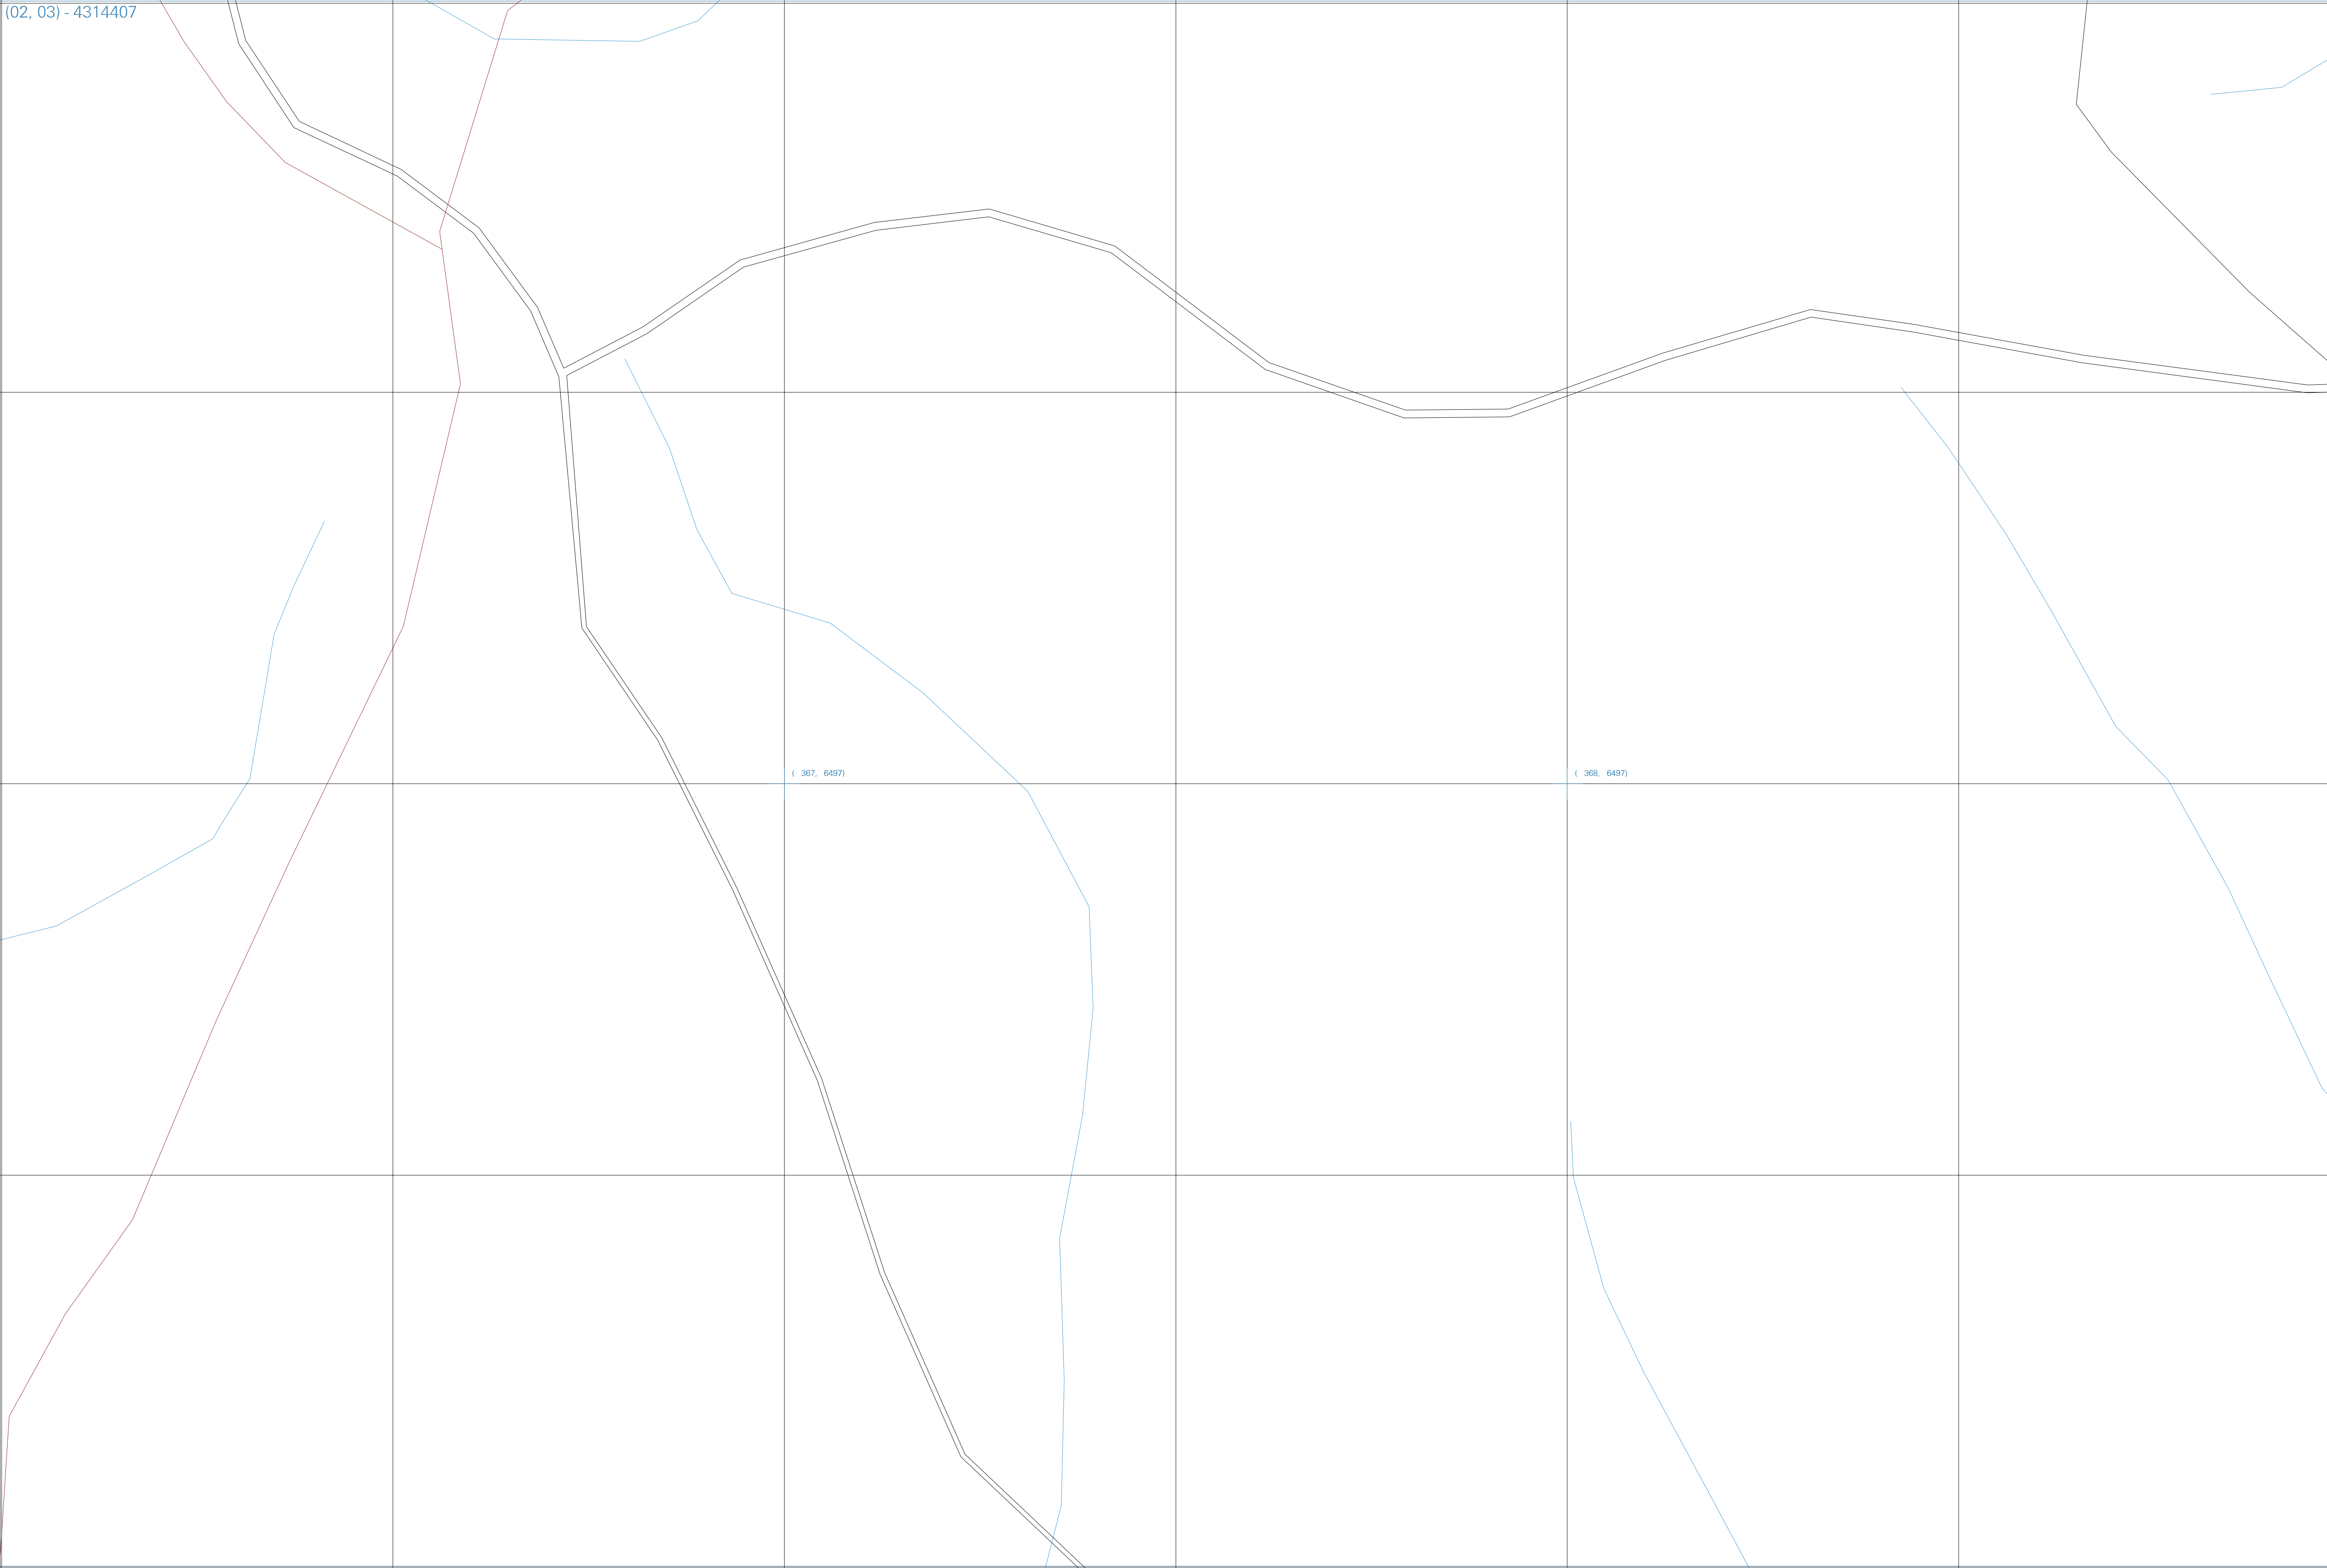 (02, 03) - 4314407
( 367, 6497)
( 368, 6497)